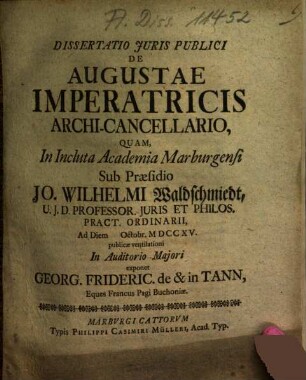 A. Diss. 11452
DISSERTATIO JURIS PUBLICI
DE
AUGUSTAE
IMPERATRICIS
ARCHI-CANCELLARIO,
QUAM,
In Incluta Academia Marburgensi
Sub Præsidio
JO. WILHELMI Waldschmiedt,
U. J. D. PROFESSOR. JURIS ET PHILOS.
PRACT. ORDINARII,
Ad Diem Octobr. MDCCXV.
publicæ ventilationi
In Auditorio Majori
exponet
GEORG. FRIDERIC. de & in TANN,
Eques Francus Pagi Buchoniæ.
MARBURGI CATTORUM
Typis PHILIPPI CASIMIRI MÜLLERI, Acad. Typ.